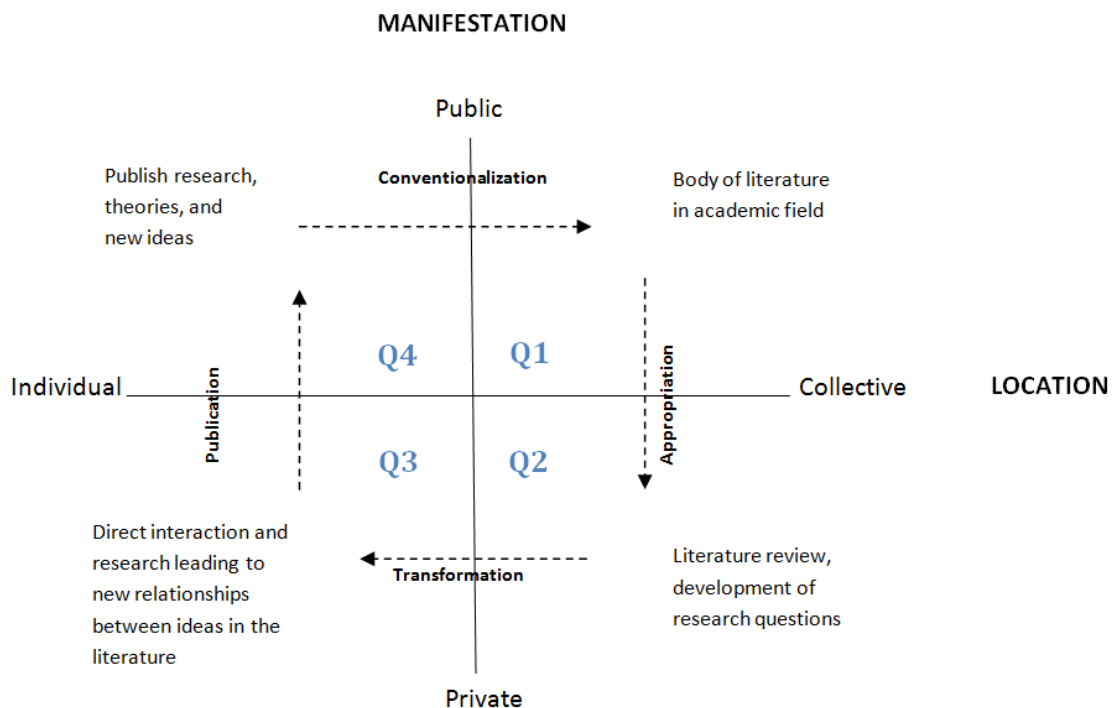 MANIFESTATION
Public
Publish research,
theories, and
new ideas
Conventionalization
Body of literature
in academic field
Q4
Q1
Individual
Collective
LOCATION
Publication
Appropriation
Q3
Q2
Direct interaction and
research leading to
new relationships
between ideas in the
literature
Transformation
Literature review,
development of
research questions
Private